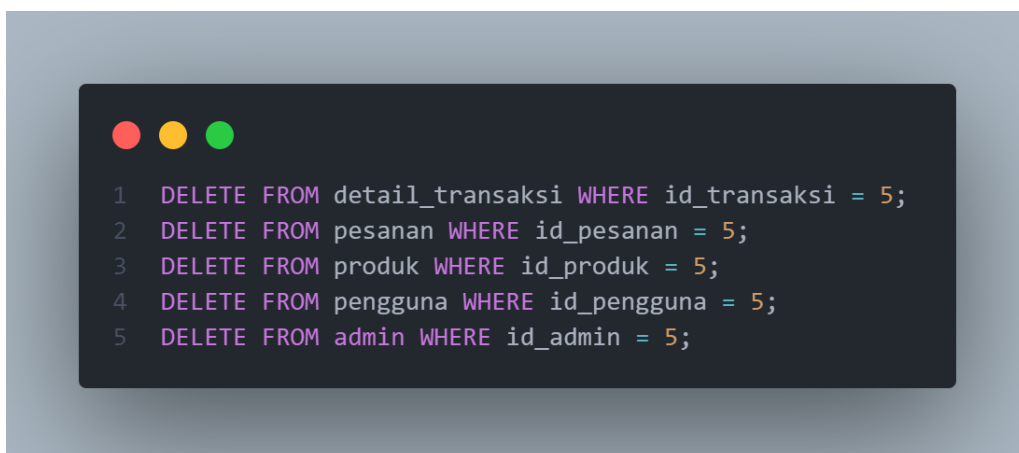 1 DELETE FROM detail_transaksi WHERE id_transaksi = 5;
2 DELETE FROM pesanan WHERE id_pesanan = 5;
3 DELETE FROM produk WHERE id_produk = 5;
4 DELETE FROM pengguna WHERE id_pengguna = 5;
5 DELETE FROM admin WHERE id_admin = 5;